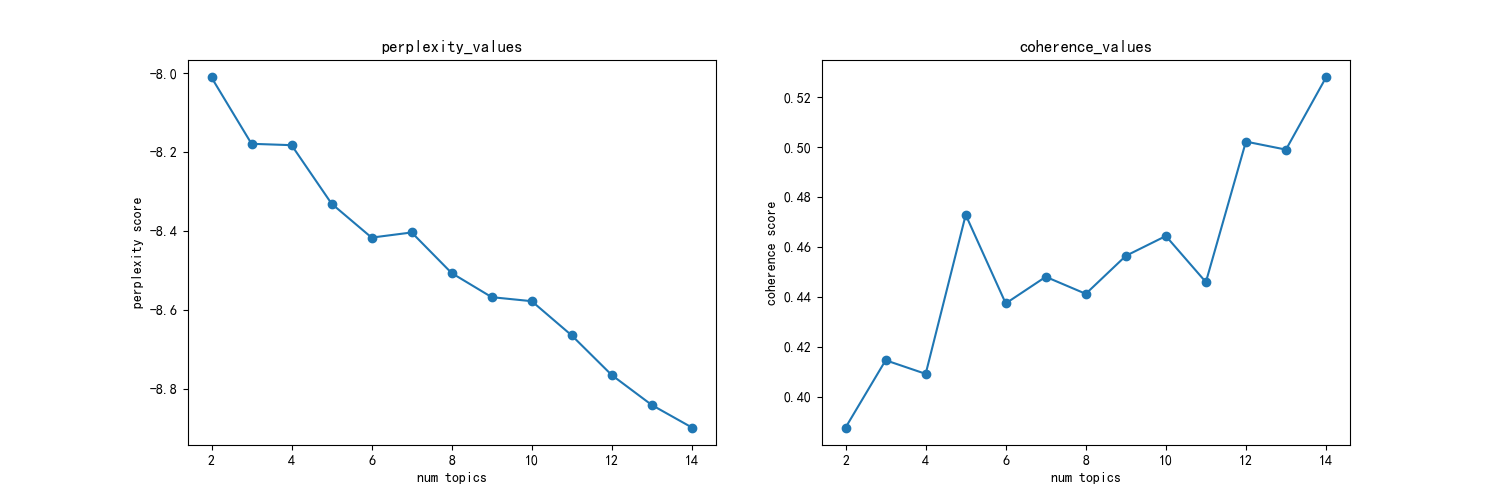 perplexity_values
perplexity score
-8.0
-8.2
-8.4
-8.6
-8.8
2 4 6 8 10 12 14
num topics
coherence_values
coherence score
0.52
0.50
0.48
0.46
0.44
0.42
0.40
2 4 6 8 10 12 14
num topics